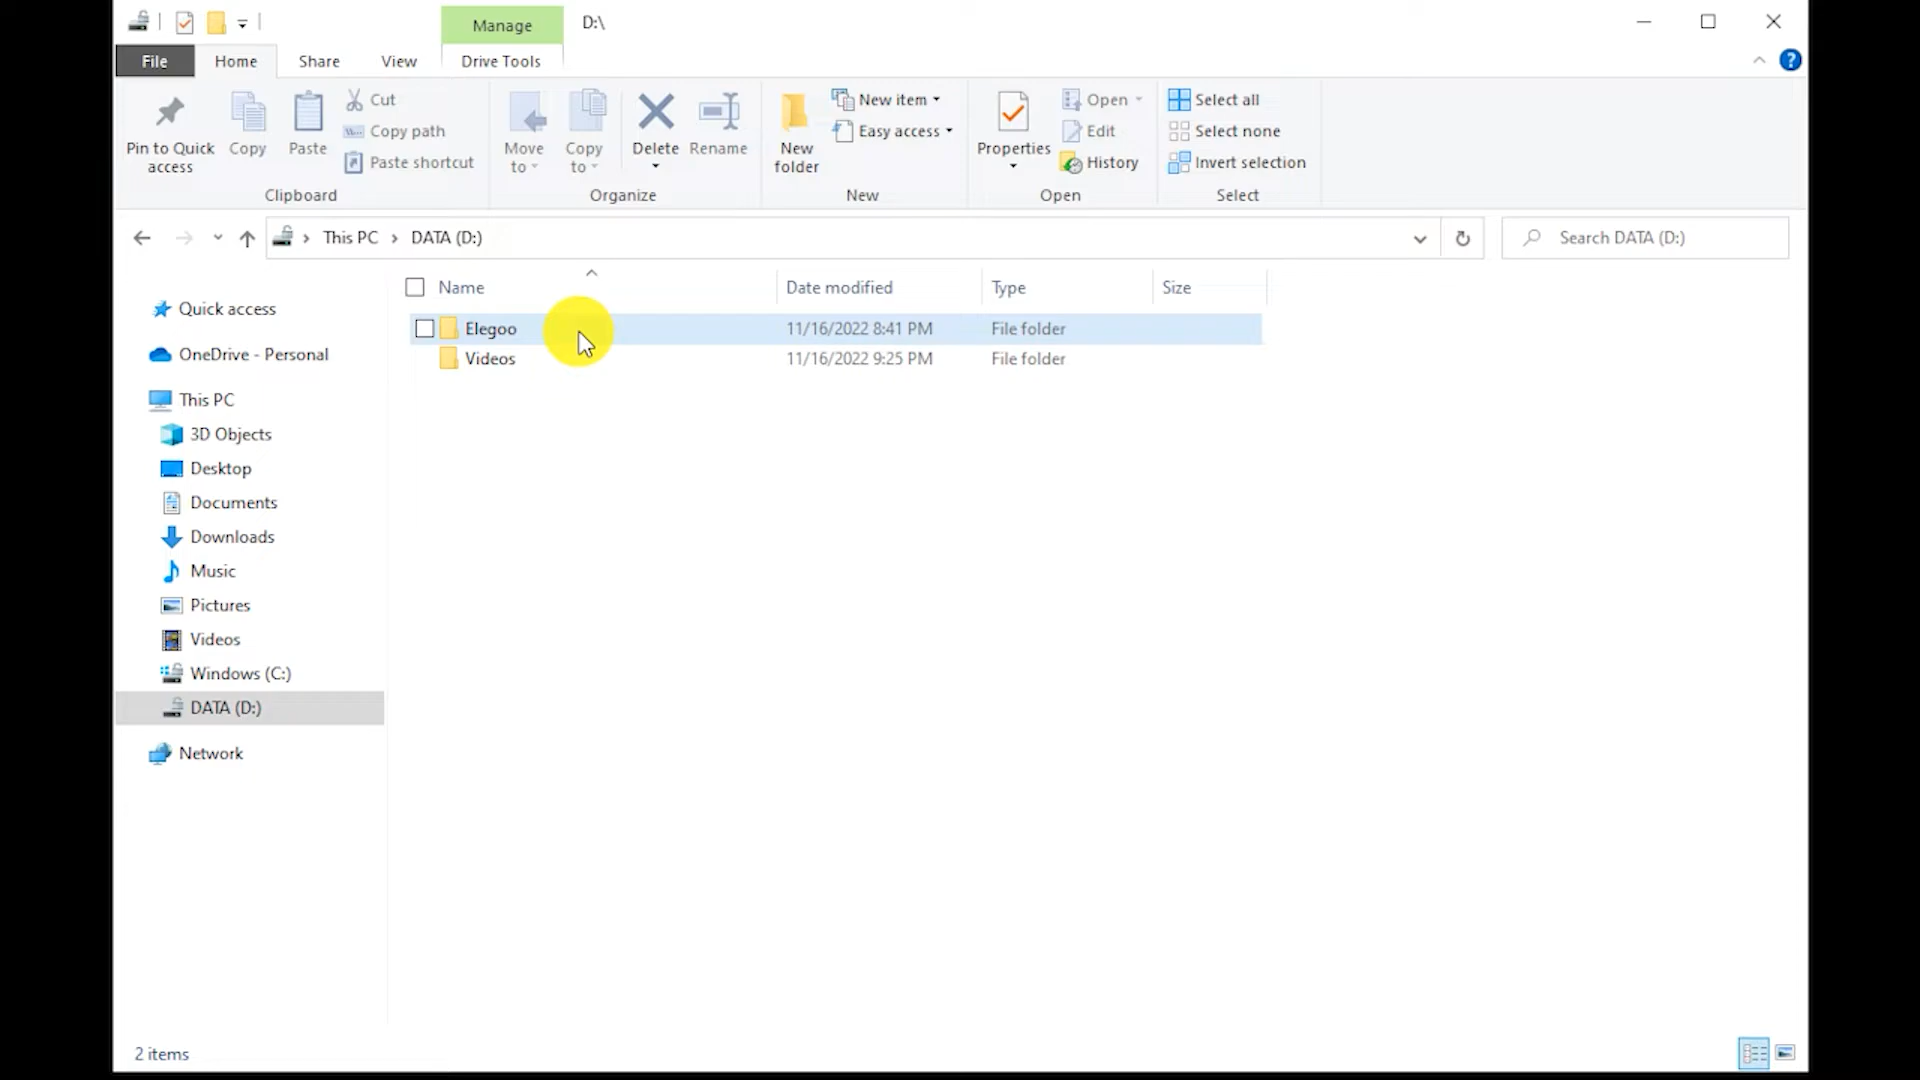 Manage
D:\
File
Home
Share
View
Drive Tools
?
Pin to Quick
access
Copy
Paste
Cut
Copy path
Paste shortcut
Clipboard
Move
to
Copy
to
Delete
Rename
Organize
New
folder
New item
Easy access
New
Properties
Open
Edit
History
Open
Select all
Select none
Invert selection
Select
This PC
DATA (D:)
Search DATA (D:)
Name
Date modified
Type
Size
Elegoo
11/16/2022 8:41 PM
File folder
Videos
11/16/2022 9:25 PM
File folder
Quick access
OneDrive - Personal
This PC
3D Objects
Desktop
Documents
Downloads
Music
Pictures
Videos
Windows (C:)
DATA (D:)
Network
2 items